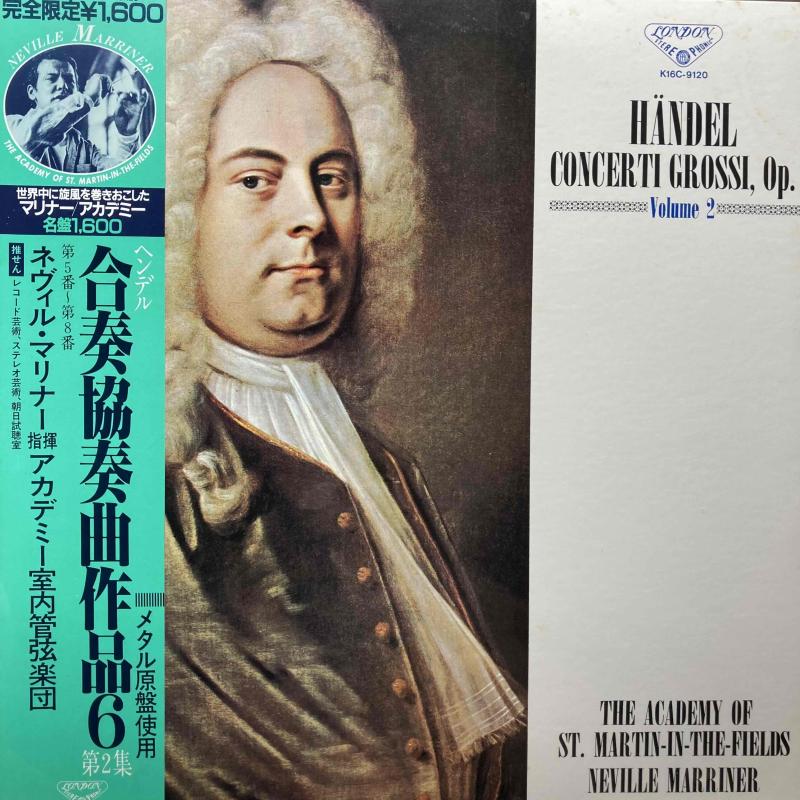 完全限定¥1,600
NEVILLE MARRINER
THE ACADEMY OF ST. MARTIN-IN-THE-FIELDS
世界中に旋風を巻きおこした
マリナー/アカデミー
名盤1,600
ヘンデル
合奏協奏曲作品6
第2集
第5番~第8番
メタル原盤使用
ネヴィル・マリナー指揮アカデミー室内管弦楽団
推せん レコード芸術、ステレオ芸術、朝日試聴室
LONDON
LONDON
STEREOPHONIC
K16C-9120
HÄNDEL
CONCERTI GROSSI, Op.
Volume 2
THE ACADEMY OF
ST. MARTIN-IN-THE-FIELDS
NEVILLE MARRINER